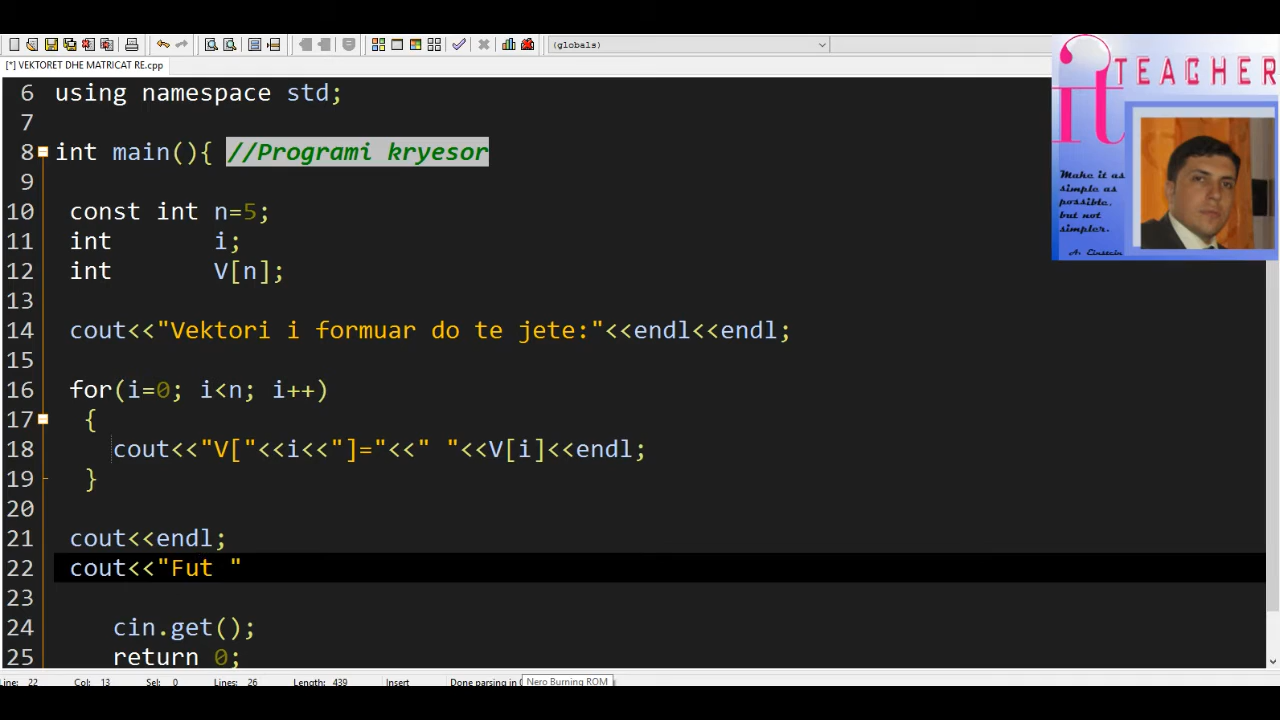 (globals)
[*] VEKTORET DHE MATRICAT RE.cpp
it TEACHER
Make it as
simple as
possible,
but not
simpler.
A. Einstein
6 using namespace std;
7
8 int main(){ //Programi kryesor
9
10 const int n=5;
11 int i;
12 int V[n];
13
14 cout<<"Vektori i formuar do te jete:"<<endl<<endl;
15
16 for(i=0; i<n; i++)
17 {
18 cout<<"V["<<i<<"]="<<" "<<V[i]<<endl;
19 }
20
21 cout<<endl;
22 cout<<"Fut "
23
24 cin.get();
25 return 0;
Line: 22 Col: 13 Sel: 0 Lines: 26 Length: 439 Insert Done parsing in 0
Nero Burning ROM